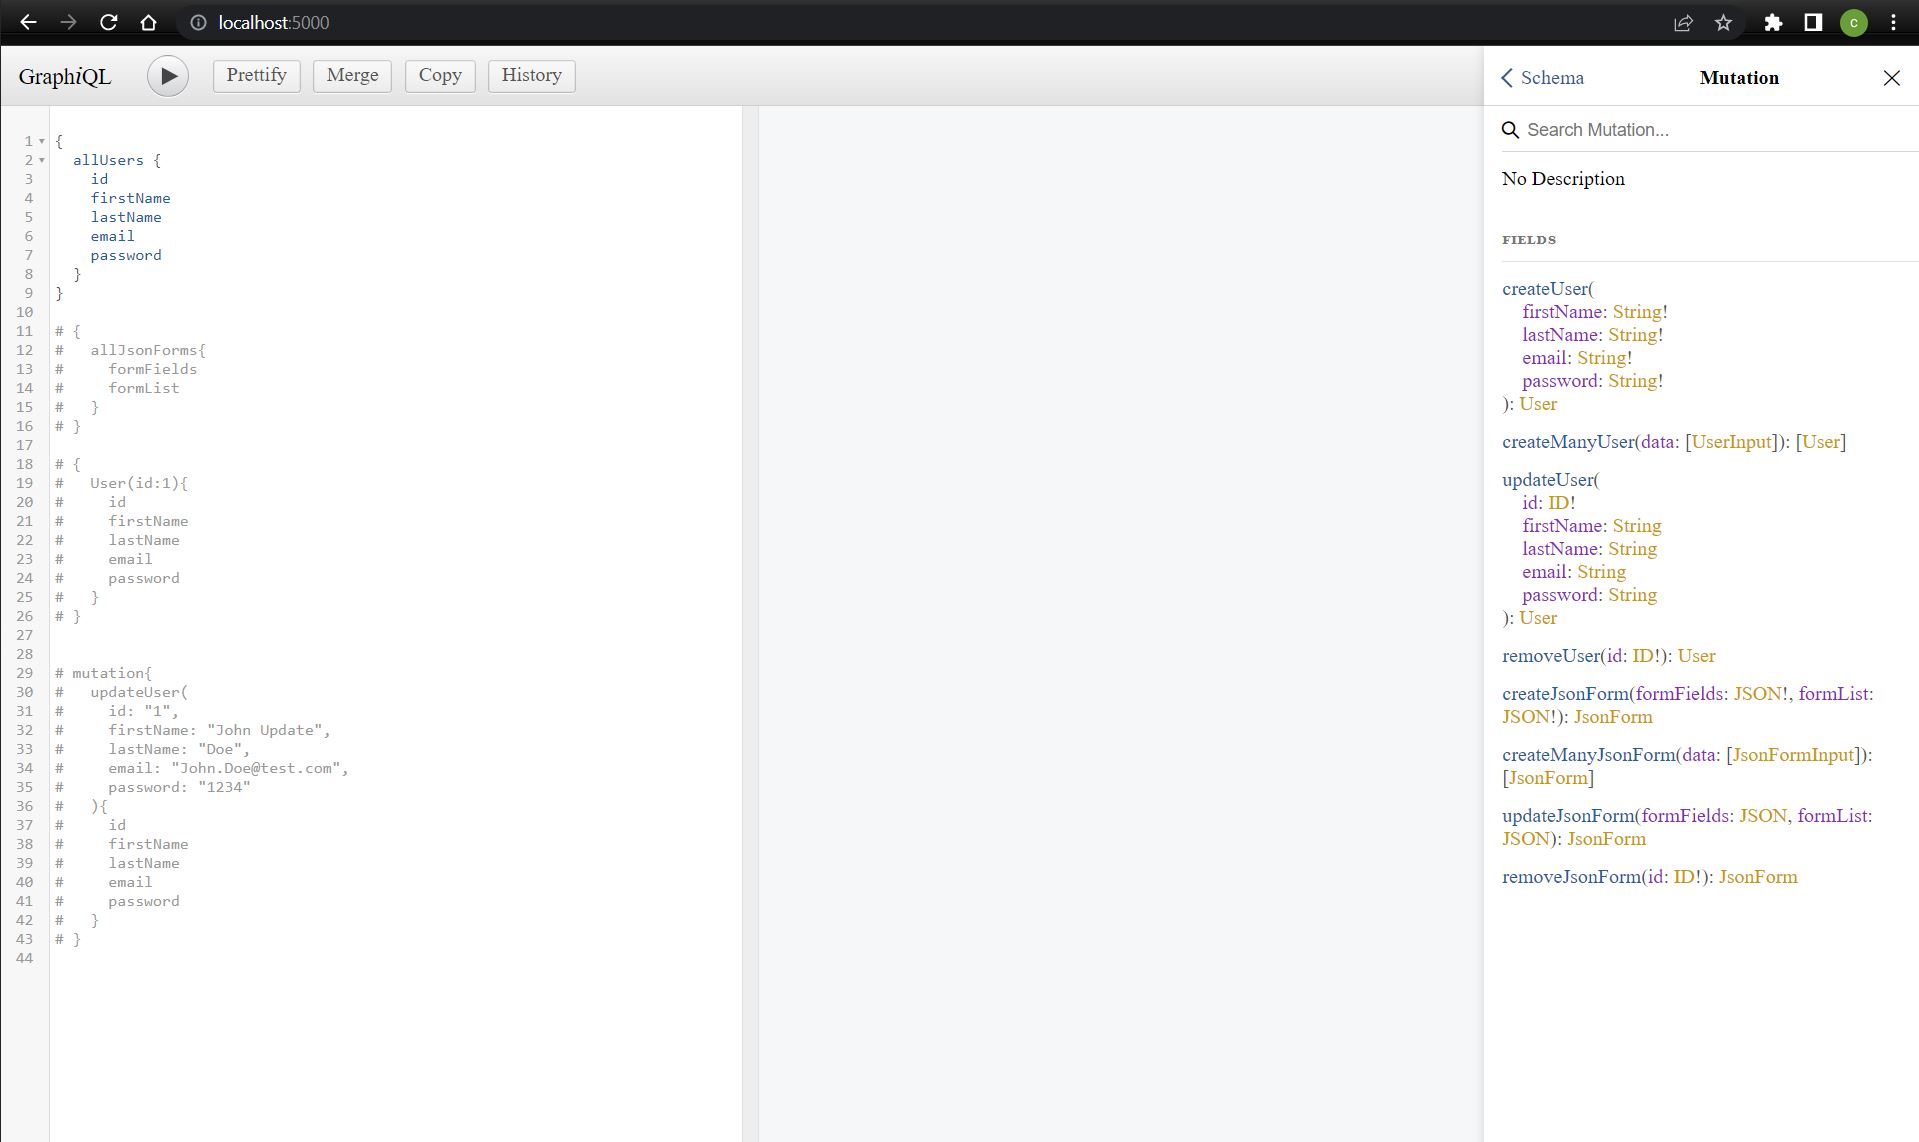 localhost:5000
C
GraphiQL
Prettify
Merge
Copy
History
Schema
Mutation
1 {
2   allUsers {
3     id
4     firstName
5     lastName
6     email
7     password
8   }
9 }
10
11 # {
12 #   allJsonForms{
13 #     formFields
14 #     formList
15 #   }
16 # }
17
18 # {
19 #   User(id:1){
20 #     id
21 #     firstName
22 #     lastName
23 #     email
24 #     password
25 #   }
26 # }
27
28
29 # mutation{
30 #   updateUser(
31 #     id: "1",
32 #     firstName: "John Update",
33 #     lastName: "Doe",
34 #     email: "John.Doe@test.com",
35 #     password: "1234"
36 #   ){
37 #     id
38 #     firstName
39 #     lastName
40 #     email
41 #     password
42 #   }
43 # }
44
Search Mutation...
No Description
FIELDS
createUser(
firstName: String!
lastName: String!
email: String!
password: String!
): User
createManyUser(data: [UserInput]): [User]
updateUser(
id: ID!
firstName: String
lastName: String
email: String
password: String
): User
removeUser(id: ID!): User
createJsonForm(formFields: JSON!, formList:
JSON!): JsonForm
createManyJsonForm(data: [JsonFormInput]):
[JsonForm]
updateJsonForm(formFields: JSON, formList:
JSON): JsonForm
removeJsonForm(id: ID!): JsonForm